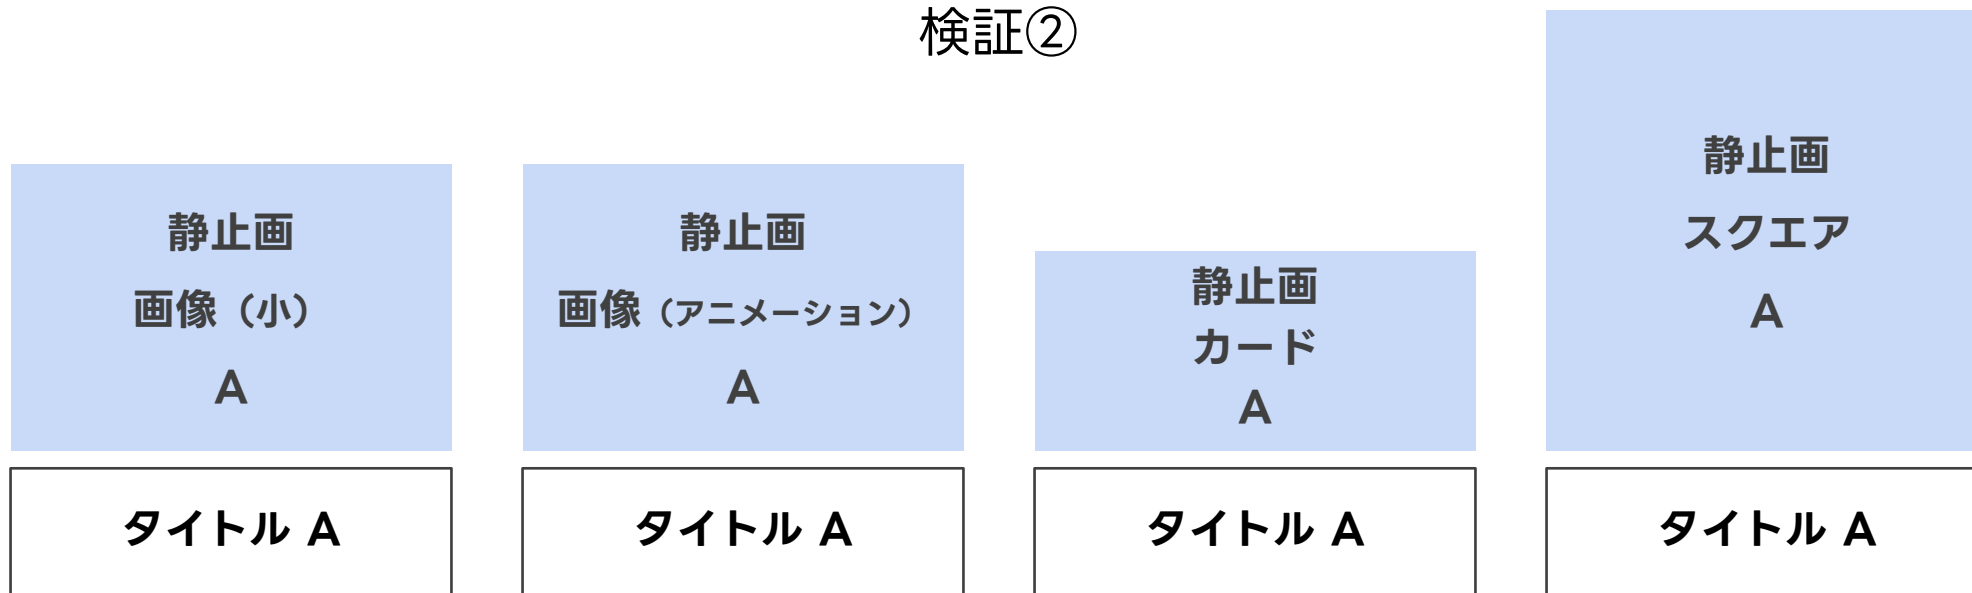 検証②
静止画
画像（小）
A
タイトル A
静止画
画像（アニメーション）
A
タイトル A
静止画
カード
A
タイトル A
静止画
スクエア
A
タイトル A